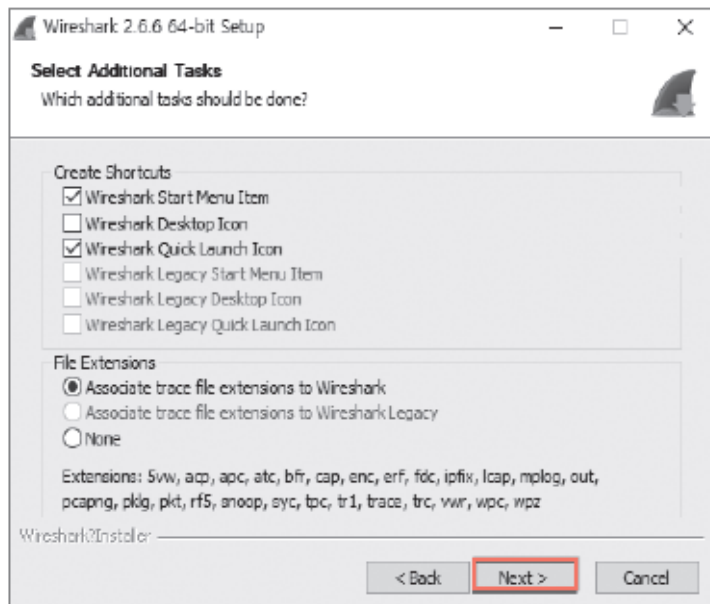 Wireshark 2.6.6 64-bit Setup
Select Additional Tasks
Which additional tasks should be done?
Create Shortcuts
Wireshark Start Menu Item
Wireshark Desktop Icon
Wireshark Quick Launch Icon
Wireshark Legacy Start Menu Item
Wireshark Legacy Desktop Icon
Wireshark Legacy Quick Launch Icon
File Extensions
Associate trace file extensions to Wireshark
Associate trace file extensions to Wireshark Legacy
None
Extensions: 5vw, acp, apc, atc, bfr, cap, enc, erf, fdc, ipfix, lcap, mplog, out,
pcapng, pklg, pkt, rf5, snoop, syc, tpc, tr1, trace, trc, vwr, wpc, wpz
Wireshark?Installer
< Back
Next >
Cancel